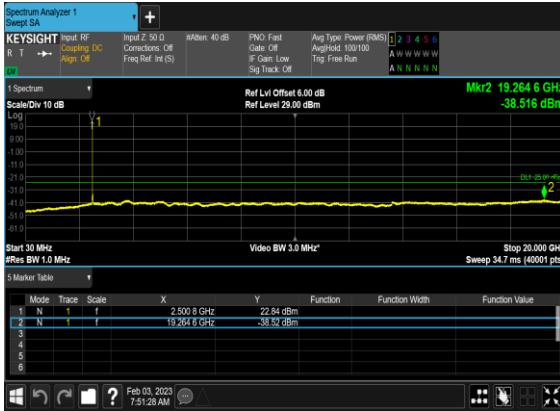 Spectrum Analyzer 1
Swept SA
+
KEYSIGHT
R T
Input: RF
Coupling: DC
Align: Off
Input Z: 50 Ω
Corrections: Off
Freq Ref: Int (S)
#Atten: 40 dB
PNO: Fast
Gate: Off
IF Gain: Low
Sig Track: Off
Avg Type: Power (RMS)
Avg|Hold: 100/100
Trig: Free Run
1 2 3 4 5 6
A W W W W W
A N N N N N
1 Spectrum
Scale/Div 10 dB
Ref Lvl Offset 6.00 dB
Ref Level 29.00 dBm
Mkr2 19.264 6 GHz
-38.516 dBm
Log
19.0
9.00
-1.00
-11.0
-21.0
-31.0
-41.0
-51.0
-61.0
1
2
Start 30 MHz
#Res BW 1.0 MHz
Video BW 3.0 MHz*
Stop 20.000 GHz
Sweep 34.7 ms (40001 pts)
5 Marker Table
Mode Trace Scale X Y Function Function Width Function Value
1 N 1 f 2.500 8 GHz 22.84 dBm
2 N 1 f 19.264 6 GHz -38.52 dBm
3
4
5
6
?
Feb 03, 2023
7:51:28 AM